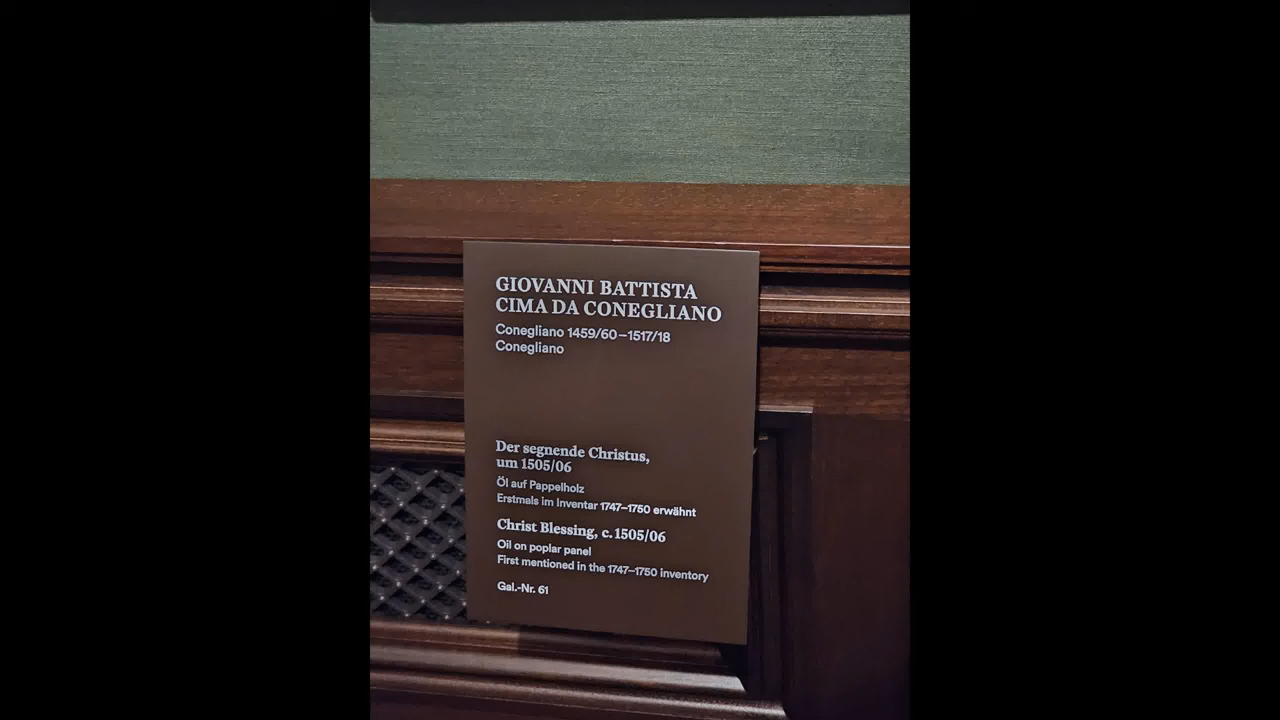 GIOVANNI BATTISTA
CIMA DA CONEGLIANO
Conegliano 1459/60–1517/18
Conegliano
Der segnende Christus,
um 1505/06
Öl auf Pappelholz
Erstmals im Inventar 1747–1750 erwähnt
Christ Blessing, c. 1505/06
Oil on poplar panel
First mentioned in the 1747–1750 inventory
Gal.-Nr. 61